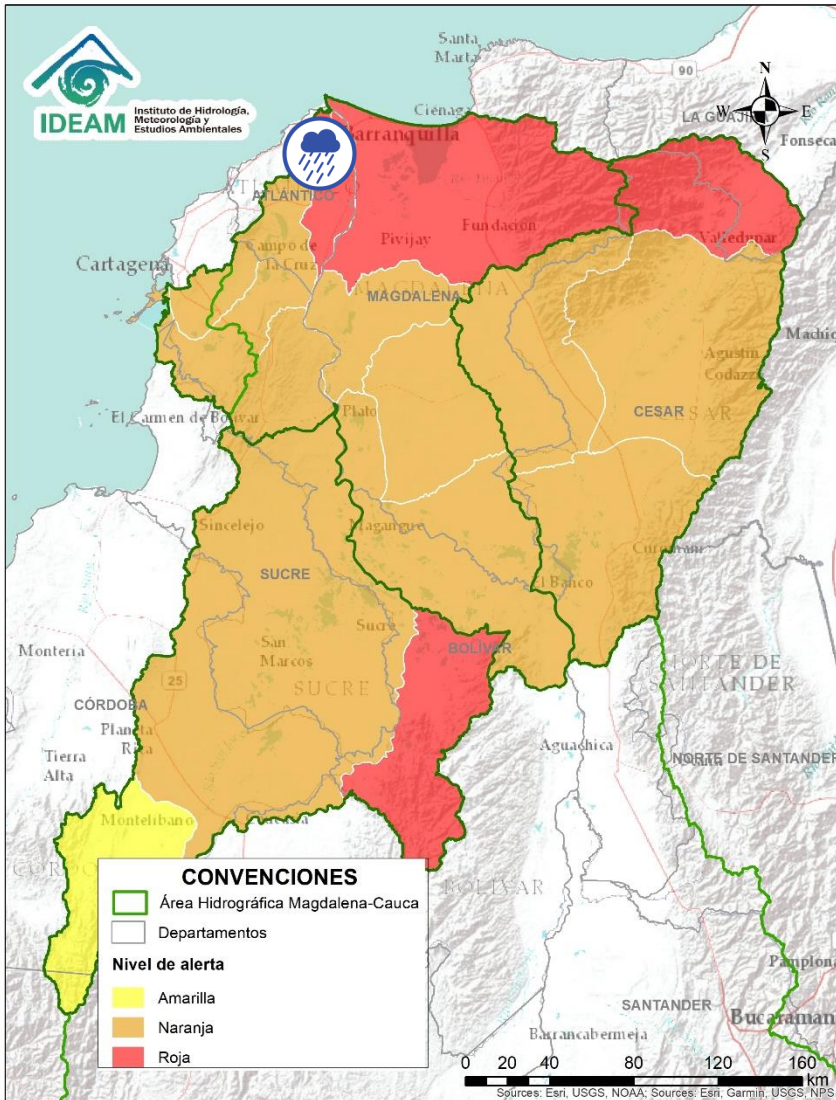 IDEAM
Instituto de Hidrología,
Meteorología y
Estudios Ambientales
Santa
Marta
90
N
W
E
S
LA GUAJI
Fonseca
Ciénaga
Barranquilla
ATLÁNTICO
Fundación
Valledupar
Campo de
la Cruz
Pivijay
Cartagena
MAGDALENA
Agustín
Codazzi
El Carmen de Bolívar
Plato
CESAR
Sincelejo
Magangué
SUCRE
El Banco
Sucre
San
Marcos
BOLÍVAR
Montería
25
SUCRE
NORTE DE
SANTANDER
CÓRDOBA
Planeta
Rica
Tierra
Alta
Aguachica
NORTE DE SANTANDER
Montelíbano
CONVENCIONES
Área Hidrográfica Magdalena-Cauca
Departamentos
Nivel de alerta
Amarilla
Naranja
Roja
BOLÍVAR
Pamplona
SANTANDER
Bucaraman
Barrancabermeja
0 20 40 80 120 160
km
Sources: Esri, USGS, NOAA; Sources: Esri, Garmin, USGS, NPS